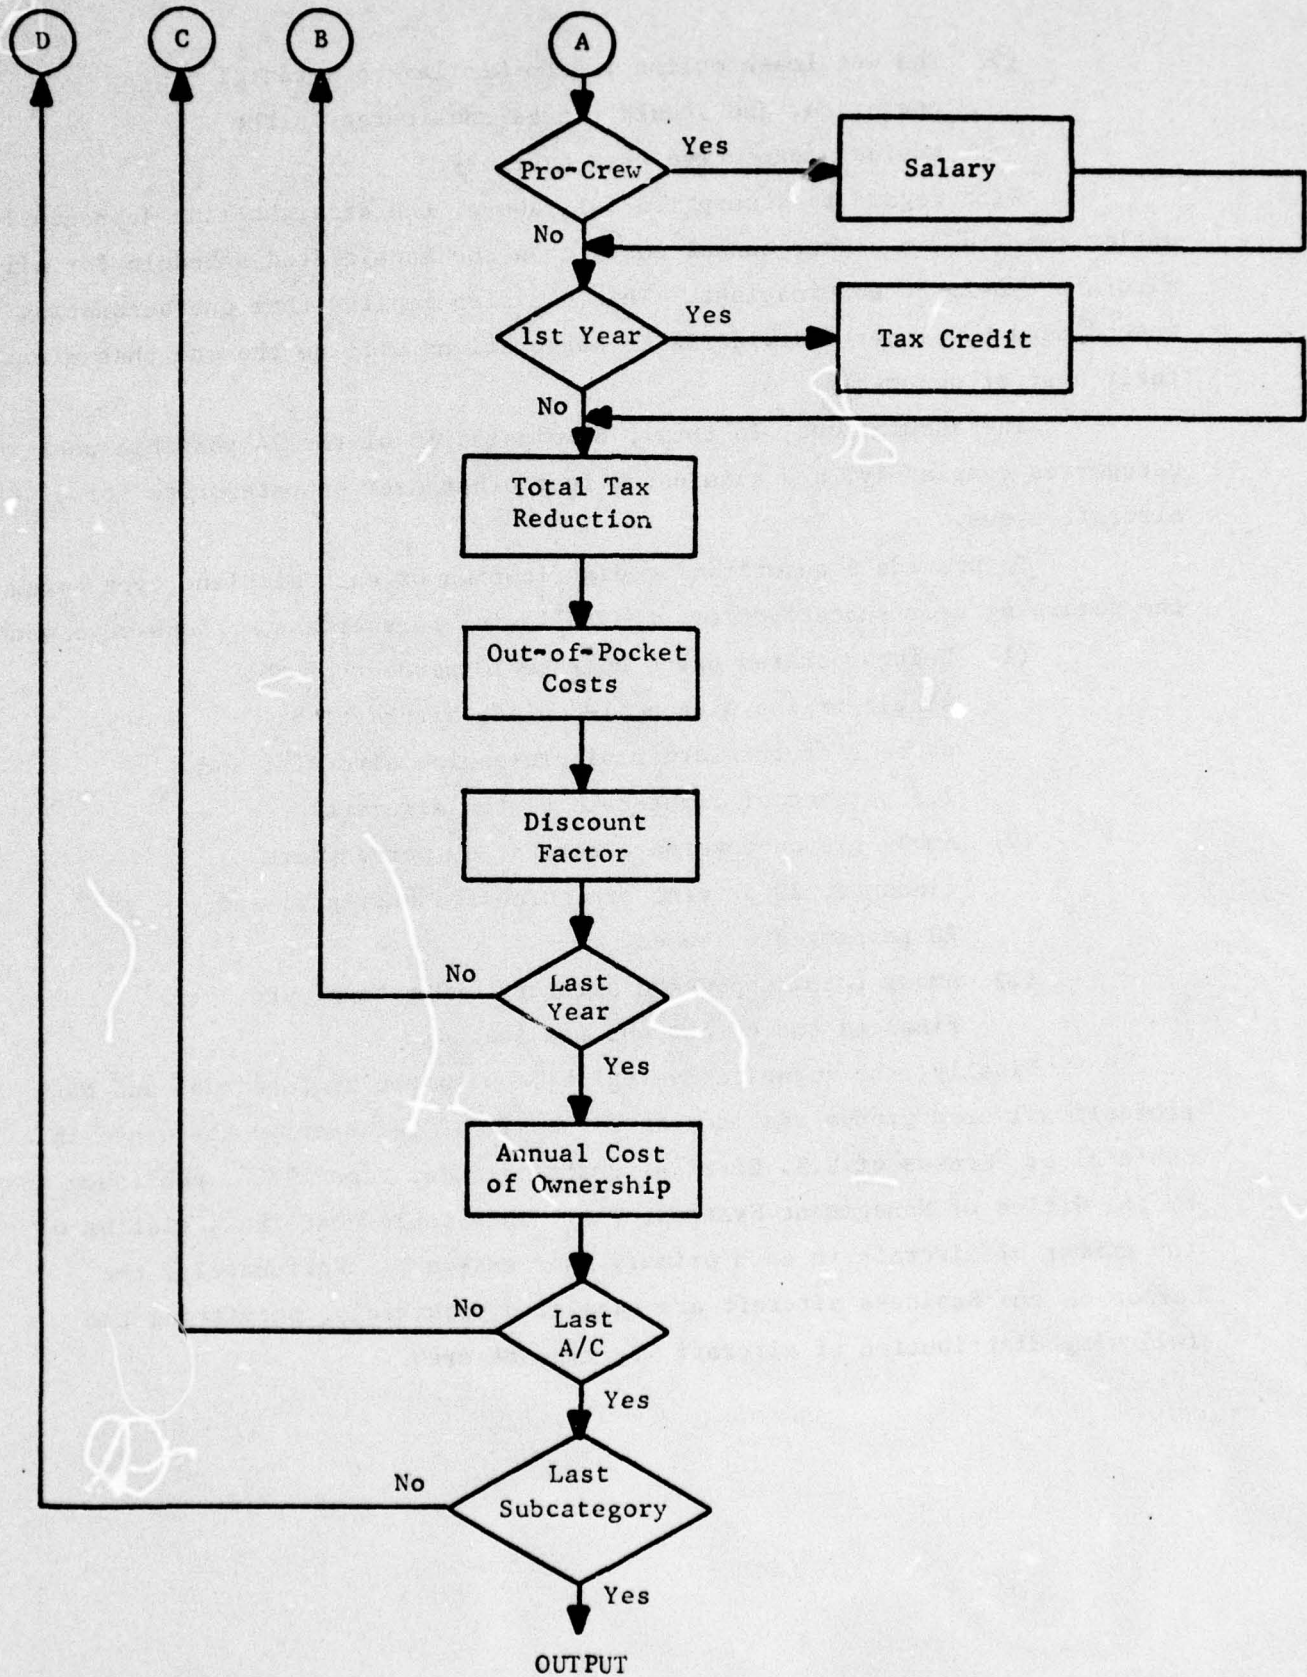 D
C
B
A
Pro-Crew
Yes
Salary
No
1st Year
Yes
Tax Credit
No
Total Tax
Reduction
Out-of-Pocket
Costs
Discount
Factor
No
Last
Year
Yes
Annual Cost
of Ownership
No
Last
A/C
Yes
No
Last
Subcategory
Yes
OUTPUT